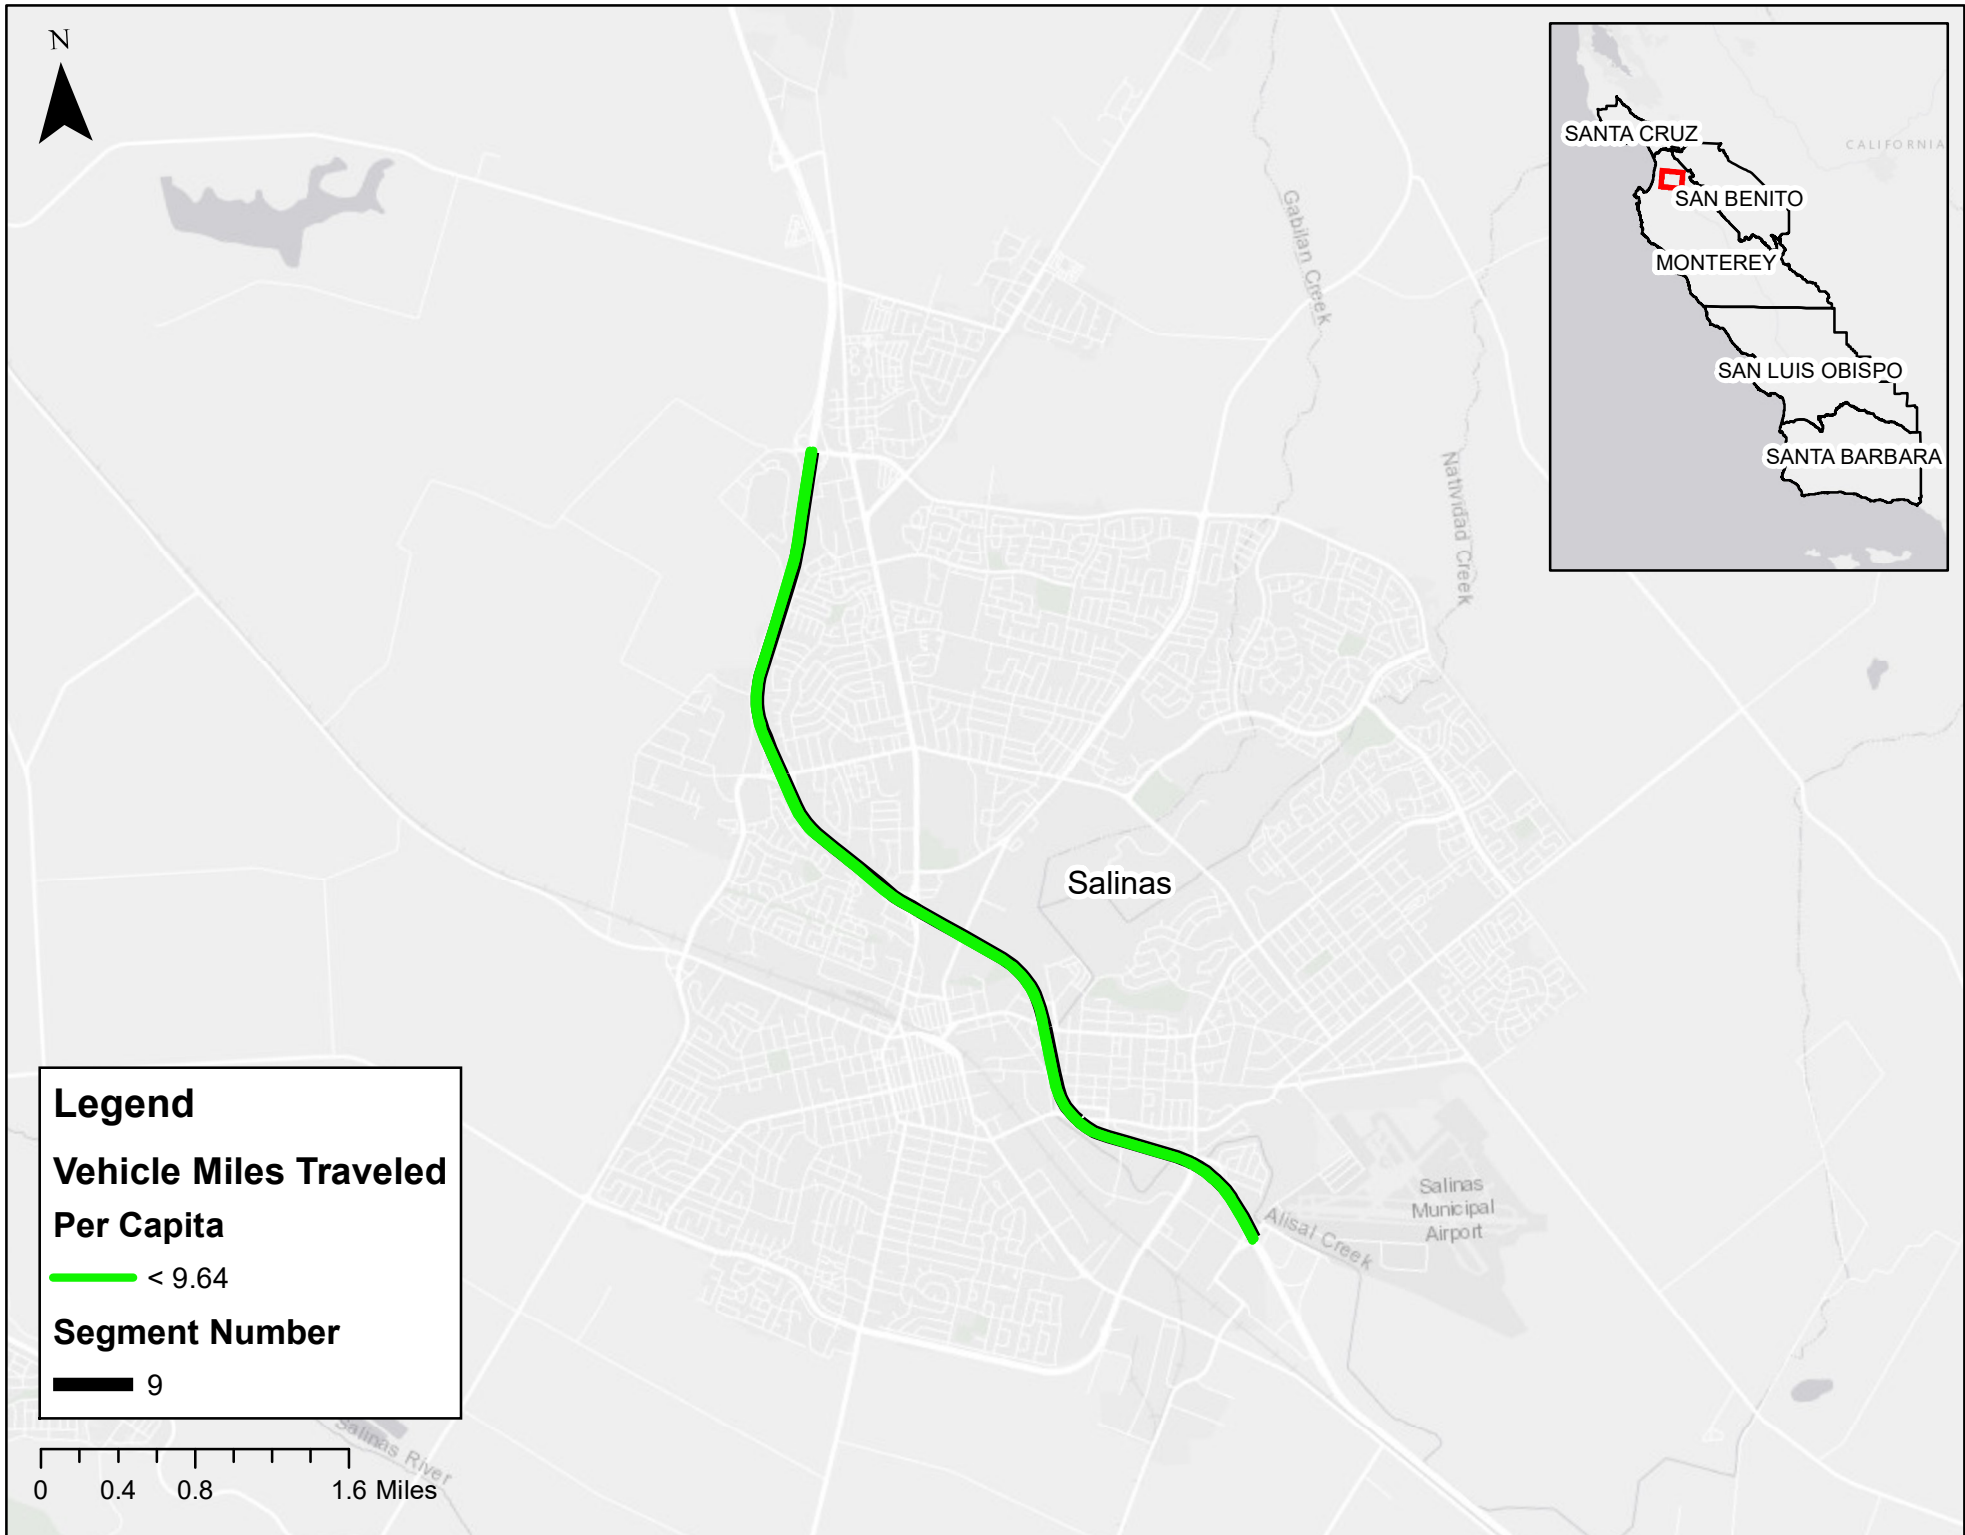 N
SANTA CRUZ
CALIFORNIA
SAN BENITO
MONTEREY
SAN LUIS OBISPO
SANTA BARBARA
Gabilan Creek
Natividad Creek
Salinas
Salinas
Municipal
Airport
Alisal Creek
Legend
Vehicle Miles Traveled
Per Capita
< 9.64
Segment Number
9
Salinas River
0 0.4 0.8 1.6 Miles